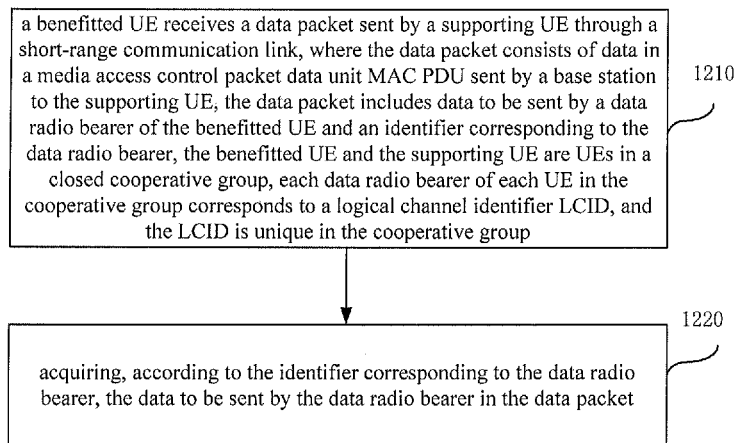 a benefitted UE receives a data packet sent by a supporting UE through a
short-range communication link, where the data packet consists of data in
a media access control packet data unit MAC PDU sent by a base station
to the supporting UE, the data packet includes data to be sent by a data
radio bearer of the benefitted UE and an identifier corresponding to the
data radio bearer, the benefitted UE and the supporting UE are UEs in a
closed cooperative group, each data radio bearer of each UE in the
cooperative group corresponds to a logical channel identifier LCID, and
the LCID is unique in the cooperative group
1210
1220
acquiring, according to the identifier corresponding to the data radio
bearer, the data to be sent by the data radio bearer in the data packet